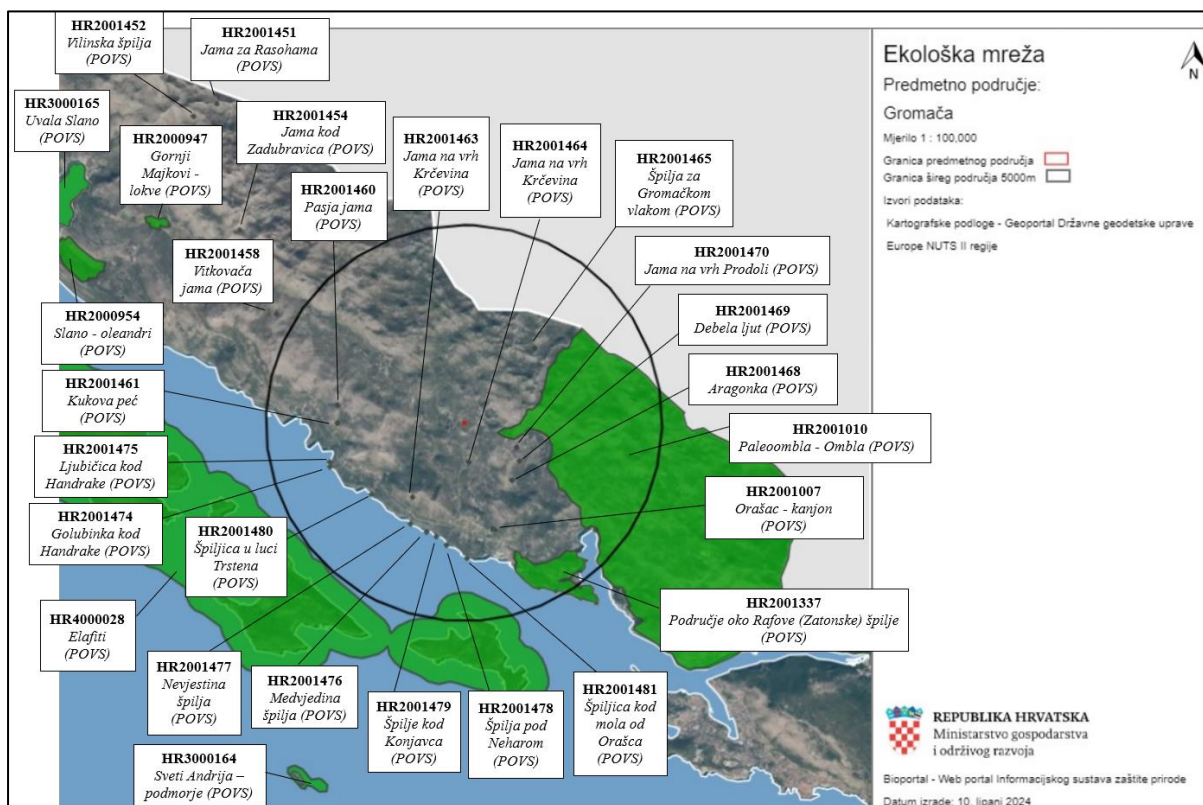 HR2001452
Vilinska špilja
(POVS)
HR2001451
Jama za Rasohama
(POVS)
HR3000165
Uvala Slano
(POVS)
HR2000947
Gornji
Majkovi -
lokve (POVS)
HR2001454
Jama kod
Zadubravica (POVS)
HR2001463
Jama na vrh
Krčevina
(POVS)
HR2001464
Jama na vrh
Krčevina
(POVS)
HR2001465
Špilja za
Gromačkom
vlakom (POVS)
HR2001460
Pasja jama
(POVS)
HR2001458
Vitkovača
jama (POVS)
HR2001470
Jama na vrh Prodoli (POVS)
HR2001469
Debela ljut (POVS)
HR2000954
Slano - oleandri
(POVS)
HR2001468
Aragonka (POVS)
HR2001461
Kukova peć
(POVS)
HR2001010
Paleoombla - Ombla (POVS)
HR2001475
Ljubičica kod
Handrake (POVS)
HR2001007
Orašac - kanjon
(POVS)
HR2001474
Golubinka kod
Handrake (POVS)
HR2001480
Špiljica u luci
Trstena
(POVS)
HR2001337
Područje oko Rafove (Zatonske) špilje
(POVS)
HR4000028
Elafiti
(POVS)
HR2001477
Nevjestina
špilja
(POVS)
HR2001476
Medvjedina
špilja (POVS)
HR2001479
Špilje kod
Konjavca
(POVS)
HR2001478
Špilja pod
Neharom
(POVS)
HR2001481
Špiljica kod
mola od
Orašca
(POVS)
HR3000164
Sveti Andrija –
podmorje (POVS)
Ekološka mreža
N
Predmetno područje:
Gromača
Mjerilo 1 : 100,000
Granica predmetnog područja
Granica šireg područja 5000m
Izvori podataka:
Kartografske podloge - Geoportal Državne geodetske uprave
Europe NUTS II regije
REPUBLIKA HRVATSKA
Ministarstvo gospodarstva
i održivog razvoja
Bioportal - Web portal Informacijskog sustava zaštite prirode
Datum izrade: 10. lipanj 2024